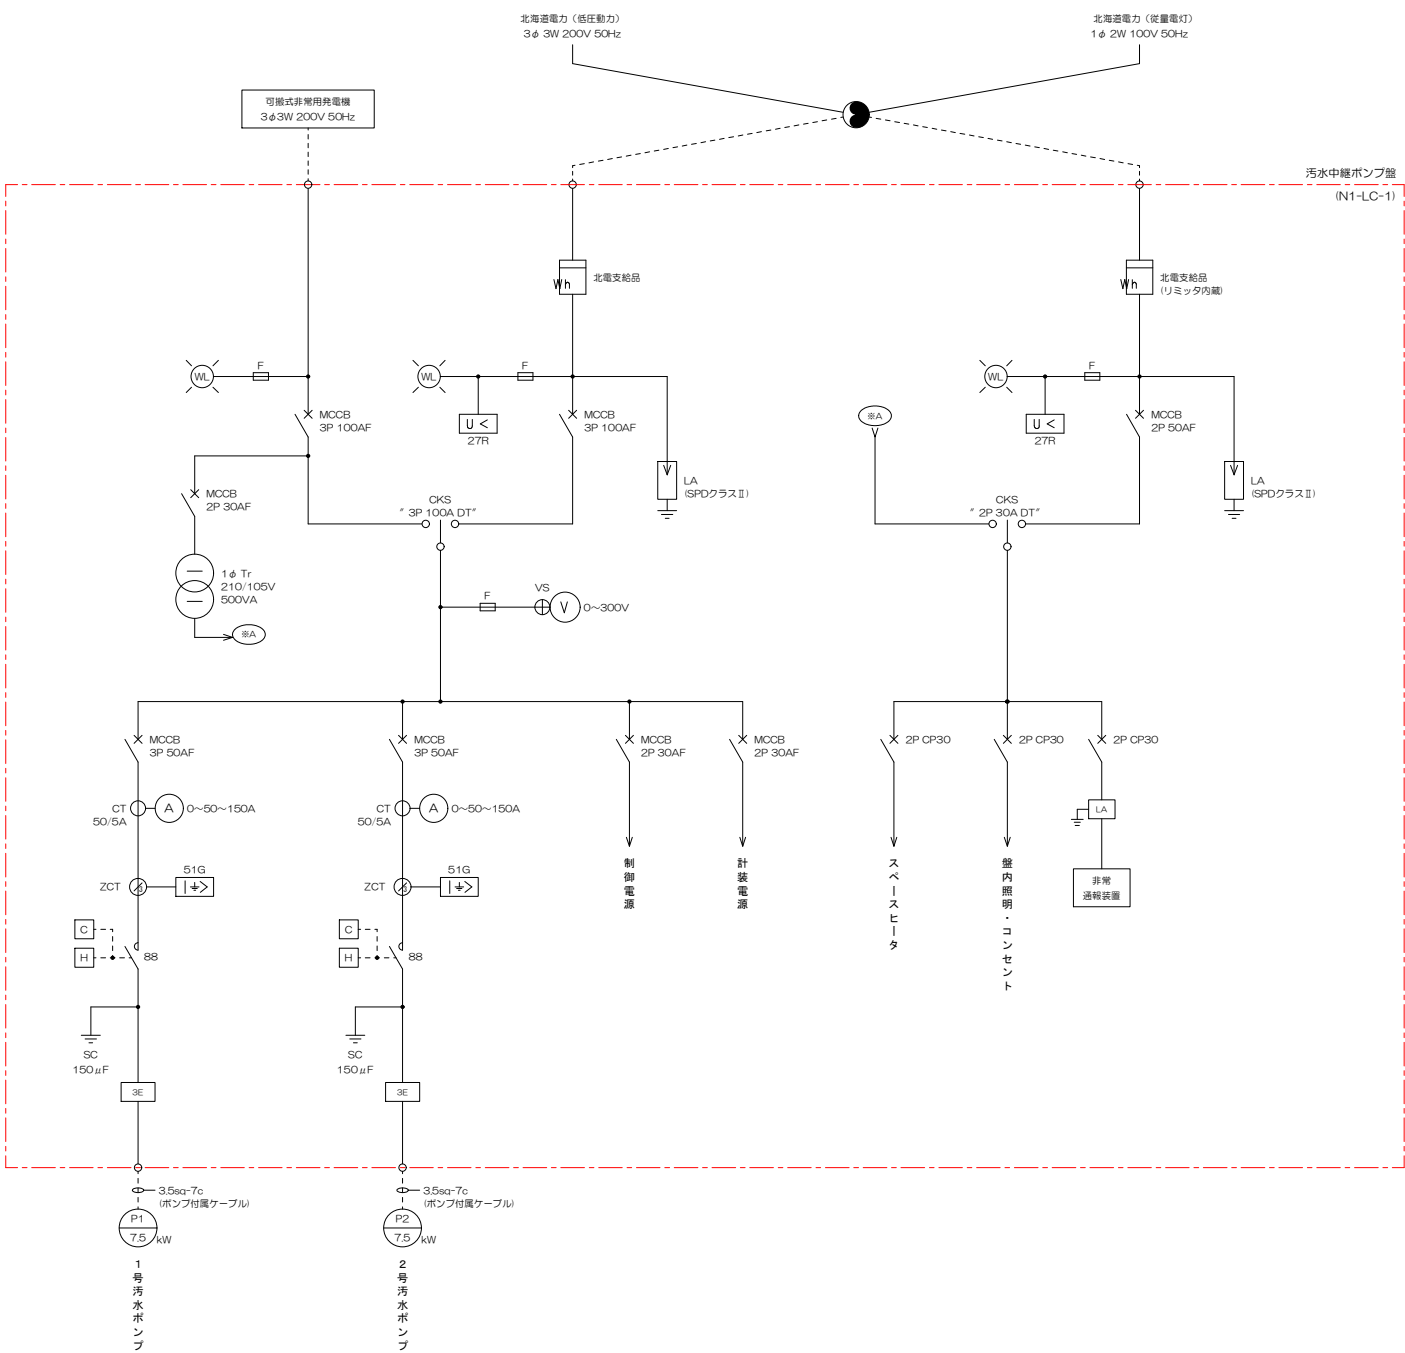 北海道電力（低圧動力）
3φ 3W 200V 50Hz
北海道電力（従量電灯）
1φ 2W 100V 50Hz
可搬式非常用発電機
3φ3W 200V 50Hz
汚水中継ポンプ盤
(N1-LC-1)
Wh
北電支給品
Wh
北電支給品
(リミッタ内蔵)
WL
F
WL
F
WL
F
MCCB
3P 100AF
U <
27R
MCCB
3P 100AF
※A
U <
27R
MCCB
2P 50AF
LA
(SPDクラスⅡ)
LA
(SPDクラスⅡ)
MCCB
2P 30AF
CKS
" 3P 100A DT"
CKS
" 2P 30A DT"
1φ Tr
210/105V
500VA
※A
F
VS
V
0～300V
MCCB
3P 50AF
MCCB
3P 50AF
MCCB
2P 30AF
MCCB
2P 30AF
2P CP30
2P CP30
2P CP30
CT
50/5A
A
0～50～150A
CT
50/5A
A
0～50～150A
LA
制御電源
計装電源
スペースヒータ
盤内照明・コンセント
非常
通報装置
ZCT
3
51G
ZCT
3
51G
C
H
88
C
H
88
SC
150μF
SC
150μF
3E
3E
3.5sq-7c
(ポンプ付属ケーブル)
3.5sq-7c
(ポンプ付属ケーブル)
P1
7.5
kW
P2
7.5
kW
1号汚水ポンプ
2号汚水ポンプ